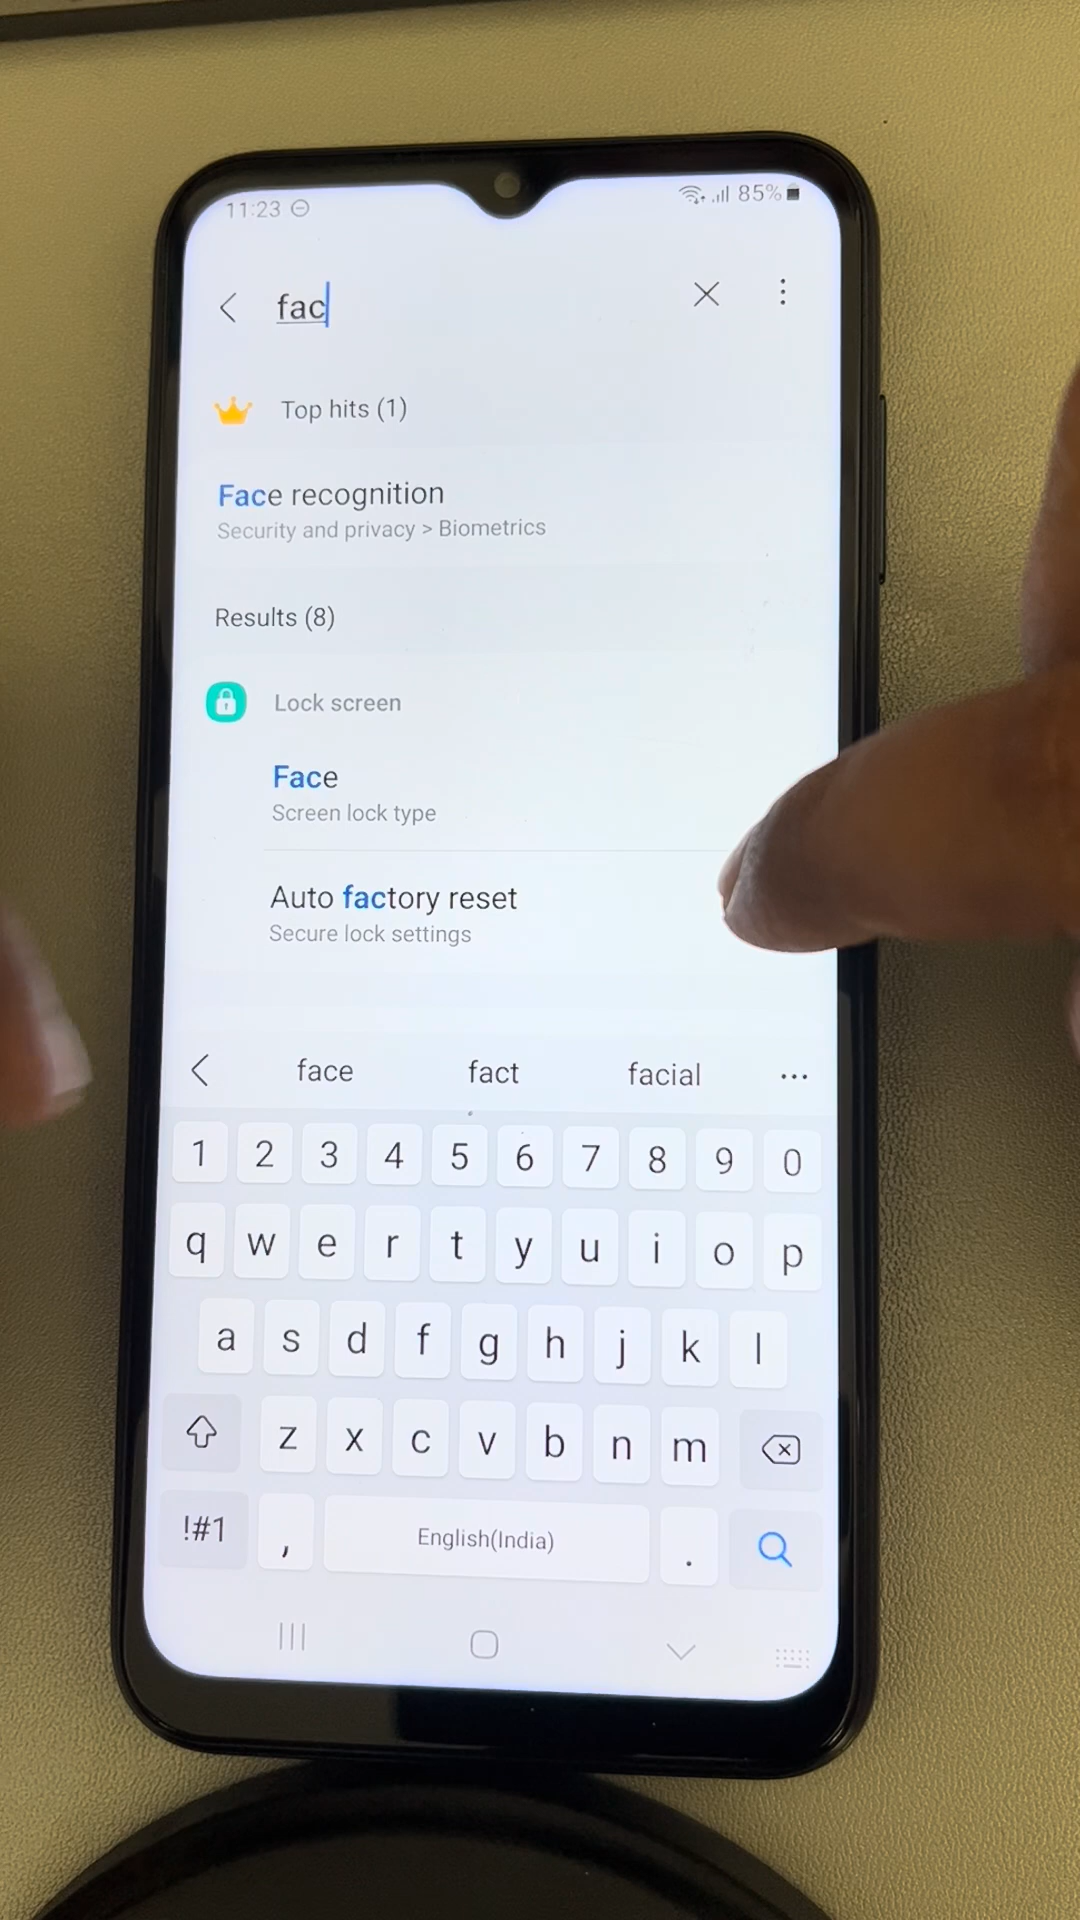 11:23
85%
fac
Top hits (1)
Face recognition
Security and privacy > Biometrics
Results (8)
Lock screen
Face
Screen lock type
Auto factory reset
Secure lock settings
face fact facial ...
1 2 3 4 5 6 7 8 9 0
q w e r t y u i o p
a s d f g h j k l
z x c v b n m
!#1 , English(India) .